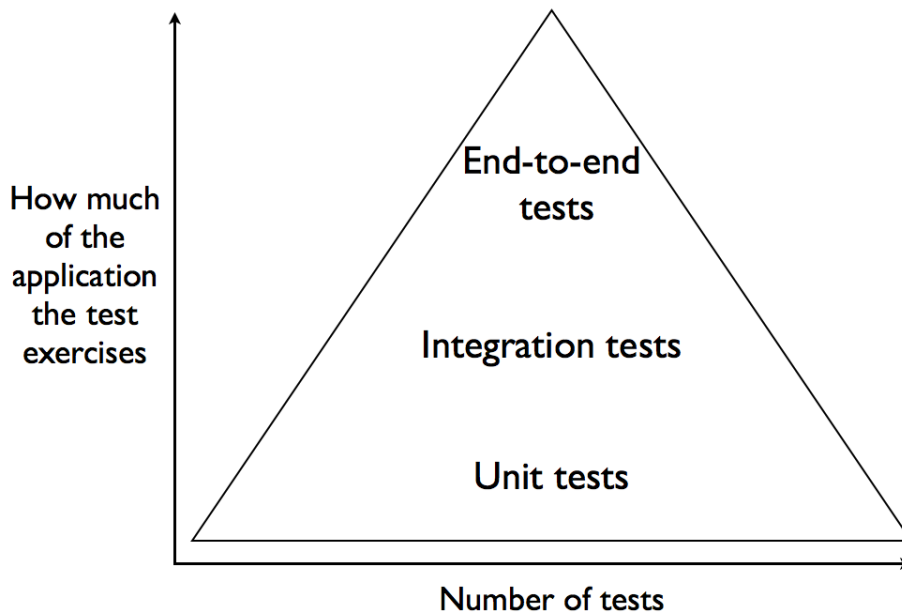 End-to-end
tests
How much
of the
application
the test
exercises
Integration tests
Unit tests
Number of tests